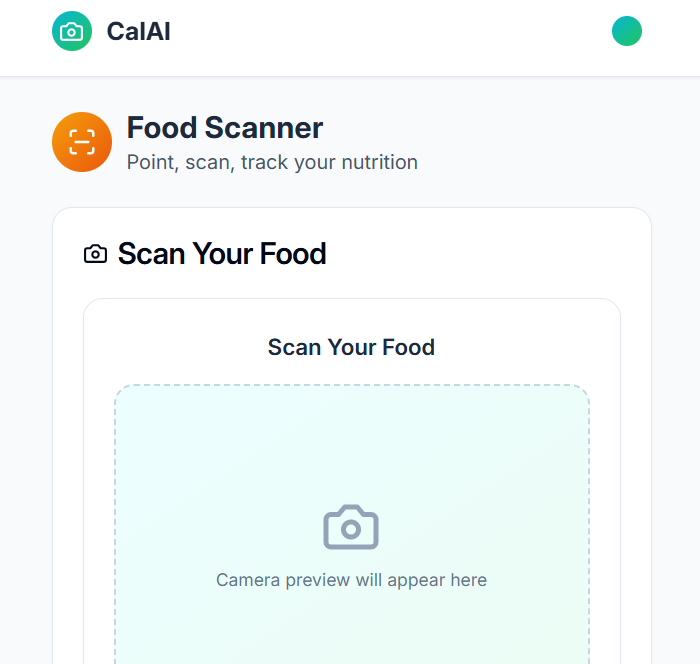 CalAI
Food Scanner
Point, scan, track your nutrition
Scan Your Food
Scan Your Food
Camera preview will appear here